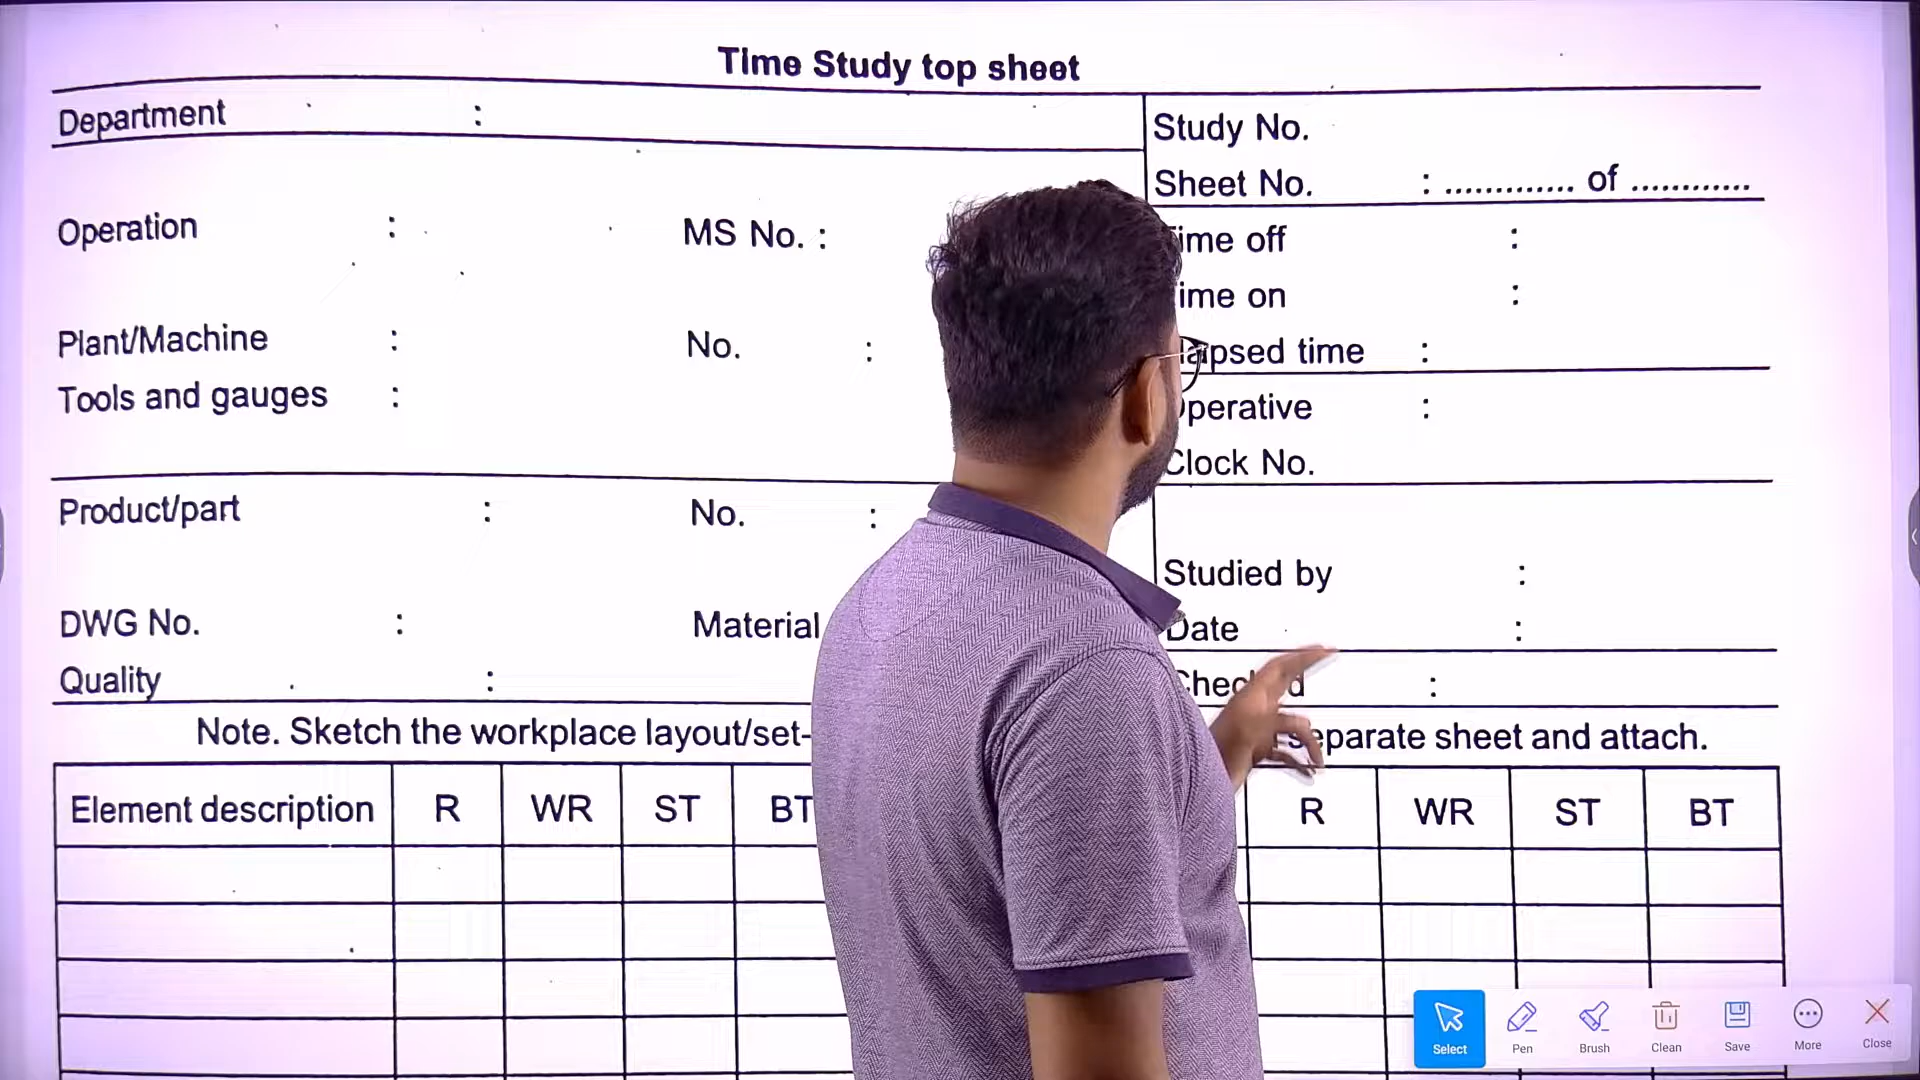 Time Study top sheet
Department :
Study No.
Sheet No. : ............. of ............
Operation : MS No. :
ime off :
ime on :
Plant/Machine : No. :
lapsed time :
Tools and gauges :
perative :
Clock No.
Product/part : No. :
Studied by :
DWG No. : Material
Date :
Quality :
:
Note. Sketch the workplace layout/set- separate sheet and attach.
Element description R WR ST BT R WR ST BT
Select Pen Brush Clean Save More Close